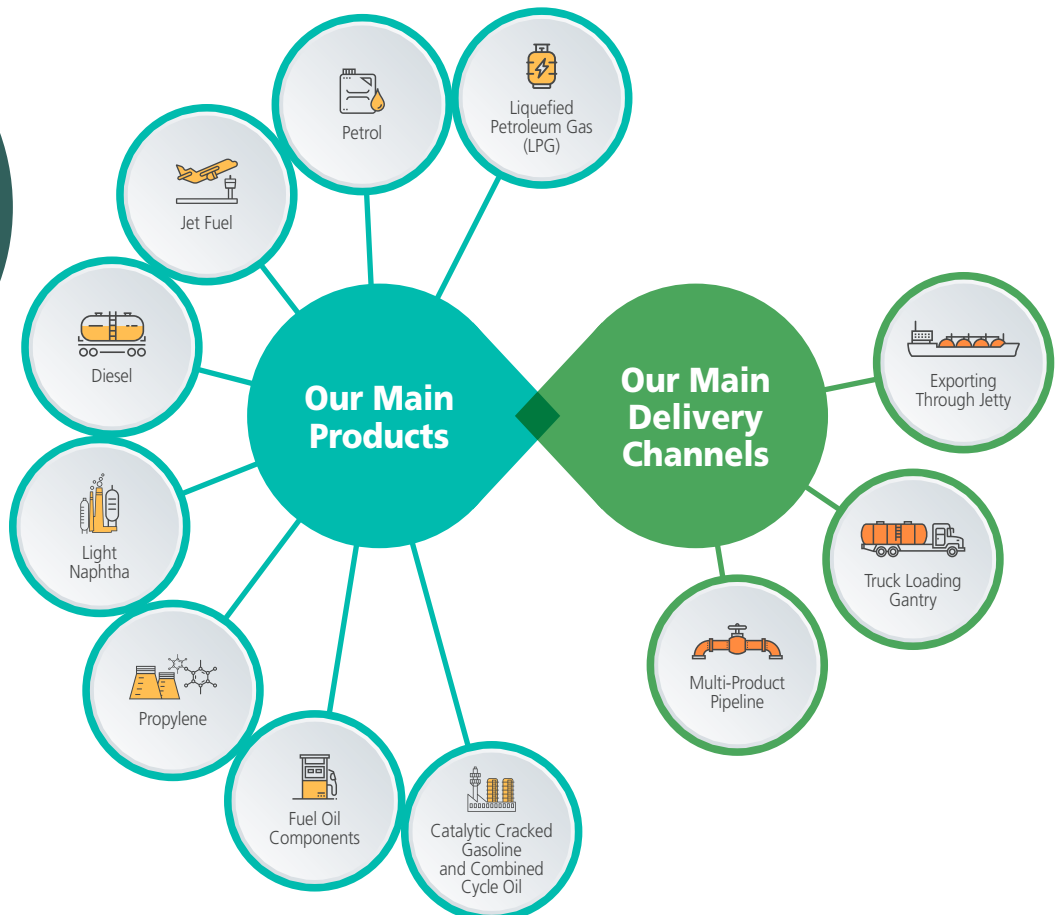 Liquefied
Petroleum Gas
(LPG)
Petrol
Jet Fuel
Diesel
Light
Naphtha
Propylene
Fuel Oil
Components
Catalytic Cracked
Gasoline
and Combined
Cycle Oil
Our Main
Products
Our Main
Delivery
Channels
Exporting
Through Jetty
Truck Loading
Gantry
Multi-Product
Pipeline